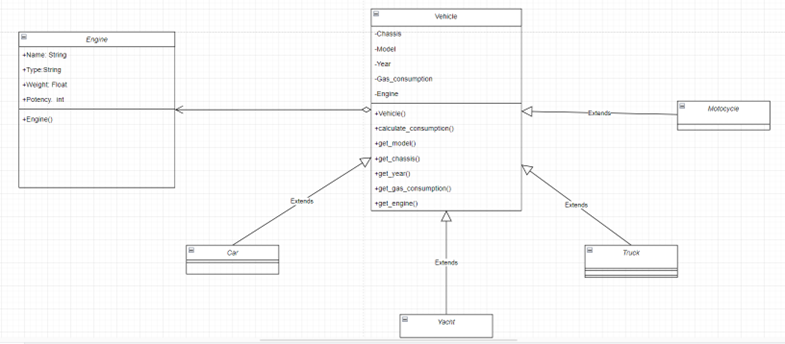 Vehicle
-Chassis
-Model
-Year
-Gas_consumption
-Engine
+Vehicle()
+calculate_consumption()
+get_model()
+get_chassis()
+get_year()
+get_gas_consumption()
+get_engine()
Engine
+Name: String
+Type:String
+Weight: Float
+Potency. int
+Engine()
Extends
Motocycle
Extends
Car
Extends
Truck
Extends
Yacht